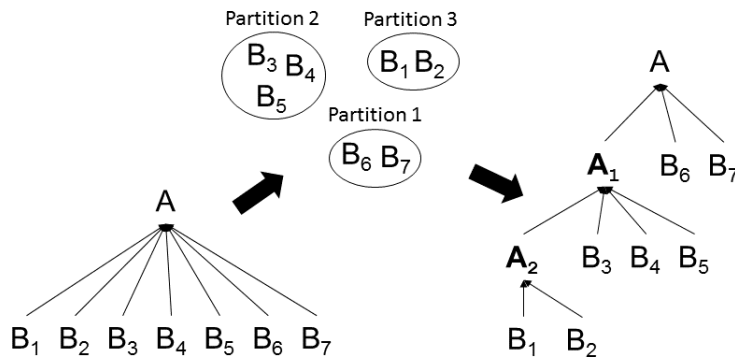 Partition 2
B₃ B₄
B₅
Partition 3
B₁ B₂
Partition 1
B₆ B₇
A
B₁ B₂ B₃ B₄ B₅ B₆ B₇
A
A₁ B₆ B₇
A₂ B₃ B₄ B₅
B₁ B₂